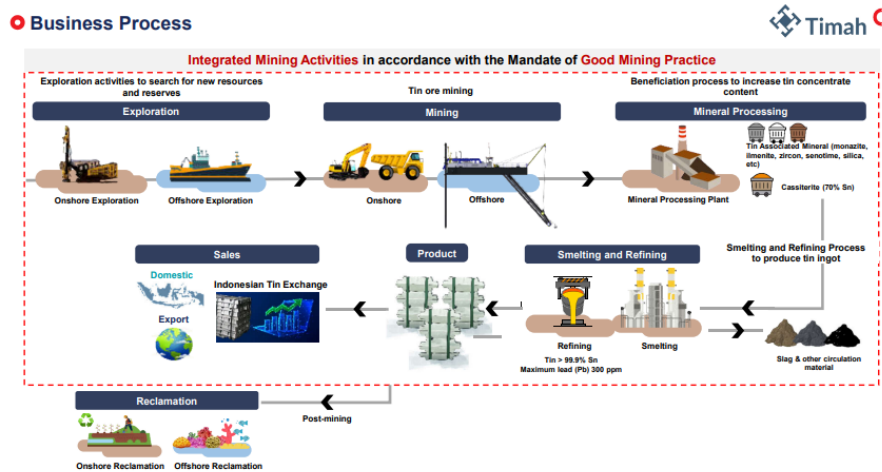 Business Process
Timah
Integrated Mining Activities in accordance with the Mandate of Good Mining Practice
Exploration activities to search for new resources
and reserves
Exploration
Onshore Exploration
Offshore Exploration
Tin ore mining
Mining
Onshore
Offshore
Beneficiation process to increase tin concentrate
content
Mineral Processing
Mineral Processing Plant
Tin Associated Mineral (monazite,
ilmenite, zircon, senotime, silica,
etc)
Cassiterite (70% Sn)
Smelting and Refining Process
to produce tin ingot
Smelting and Refining
Refining
Smelting
Tin > 99.9% Sn
Maximum lead (Pb) 300 ppm
Slag & other circulation
material
Product
Sales
Domestic
Export
Indonesian Tin Exchange
Post-mining
Reclamation
Onshore Reclamation
Offshore Reclamation